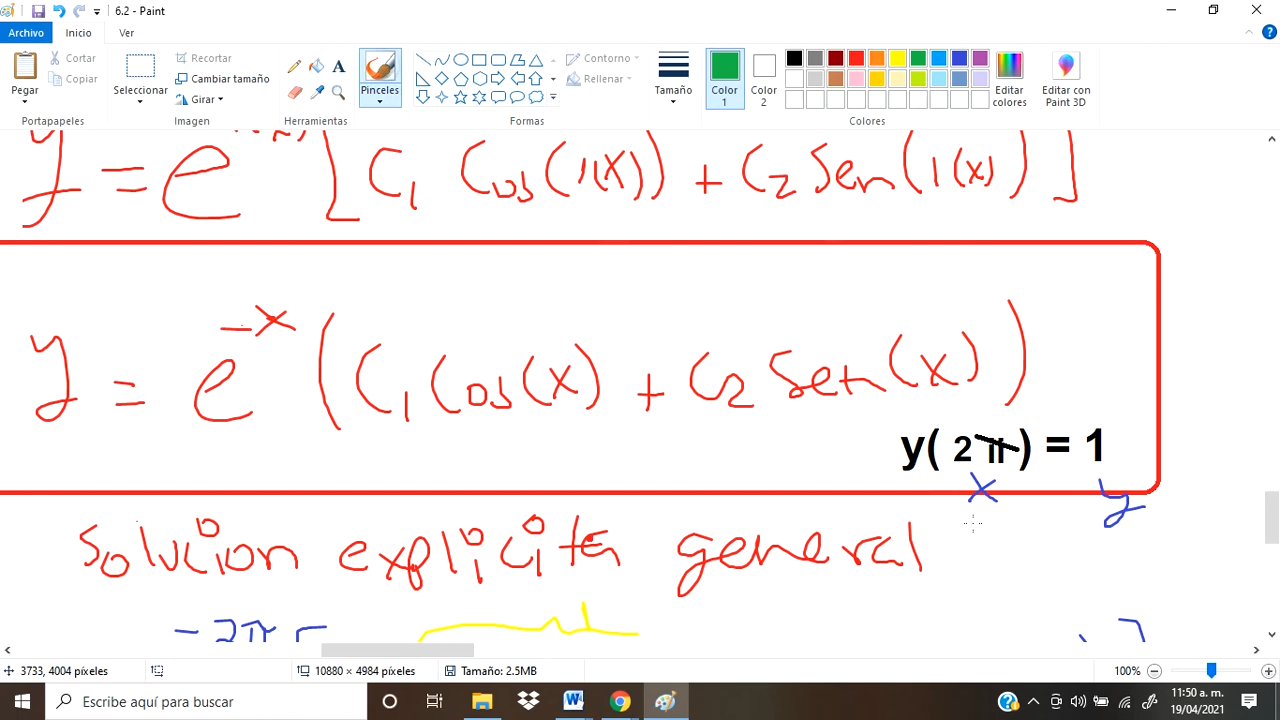 6.2 - Paint
Archivo Inicio Ver
Pegar Cortar Copiar Seleccionar Recortar Cambiar tamaño Girar Pinceles Contorno Rellenar Tamaño Color 1 Color 2 Editar colores Editar con Paint 3D
Portapapeles Imagen Herramientas Formas Colores
y = e [ C1 Cos(1(x)) + C2 Sen(1(x) ]
y = e^-x ( C1 Cos(x) + C2 Sen(x) )
y( 2 π ) = 1
x y
Solución explicita general
- 2π
3733, 4004 píxeles 10880 × 4984 píxeles Tamaño: 2.5MB 100%
Escribe aquí para buscar
11:50 a. m.
19/04/2021